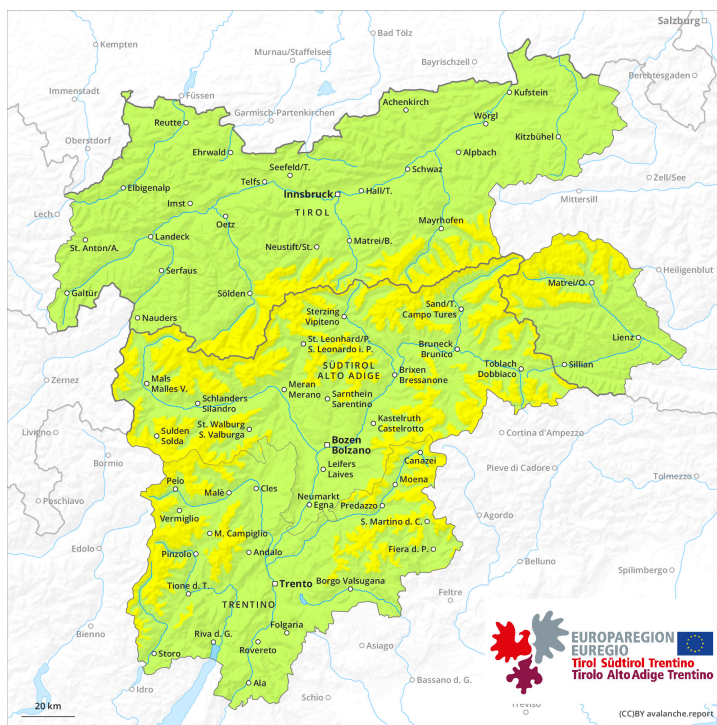 Salzburg
Kempten
Bad Tölz
Murnau/Staffelsee
Bayrischzell
Berchtesgaden
Immenstadt
Füssen
Garmisch-Partenkirchen
Achenkirch
Kufstein
Reutte
Wörgl
Oberstdorf
Ehrwald
Kitzbühel
Seefeld/T.
Alpbach
Schwaz
Telfs
Zell/See
Elbigenalp
Innsbruck
Hall/T.
Mittersill
Imst
TIROL
Lech
Oetz
Mayrhofen
St. Anton/A.
Landeck
Neustift/St.
Matrei/B.
Serfaus
Heiligenblut
Galtür
Sölden
Matrei/O.
Nauders
Sterzing
Vipiteno
Sand/T.
Campo Tures
St. Leonhard/P.
S. Leonardo i. P.
Bruneck
Brunico
Lienz
SÜDTIROL
ALTO ADIGE
Toblach
Dobbiaco
Sillian
Zernez
Mals
Malles V.
Brixen
Bressanone
Meran
Merano
Schlanders
Silandro
Sarnthein
Sarentino
St. Walburg
S. Valburga
Kastelruth
Castelrotto
Livigno
Sulden
Solda
Bozen
Bolzano
Cortina d'Ampezzo
Bormio
Canazei
Leifers
Laives
Pieve di Cadore
Peio
Moena
Tolmezzo
Poschiavo
Malè
Cles
Neumarkt
Egna
Predazzo
Vermiglio
S. Martino d. C.
Agordo
M. Campiglio
Edolo
Pinzolo
Andalo
Fiera d. P.
Belluno
Spilimbergo
Tione d. T.
Trento
Borgo Valsugana
Feltre
TRENTINO
Bienno
Folgaria
Riva d. G.
Rovereto
Asiago
Storo
Bassano d. G.
Idro
Ala
Schio
Treviso
EUROPAREGION
EUREGIO
Tirol Südtirol Trentino
Tirolo Alto Adige Trentino
20 km
(CC)BY avalanche.report